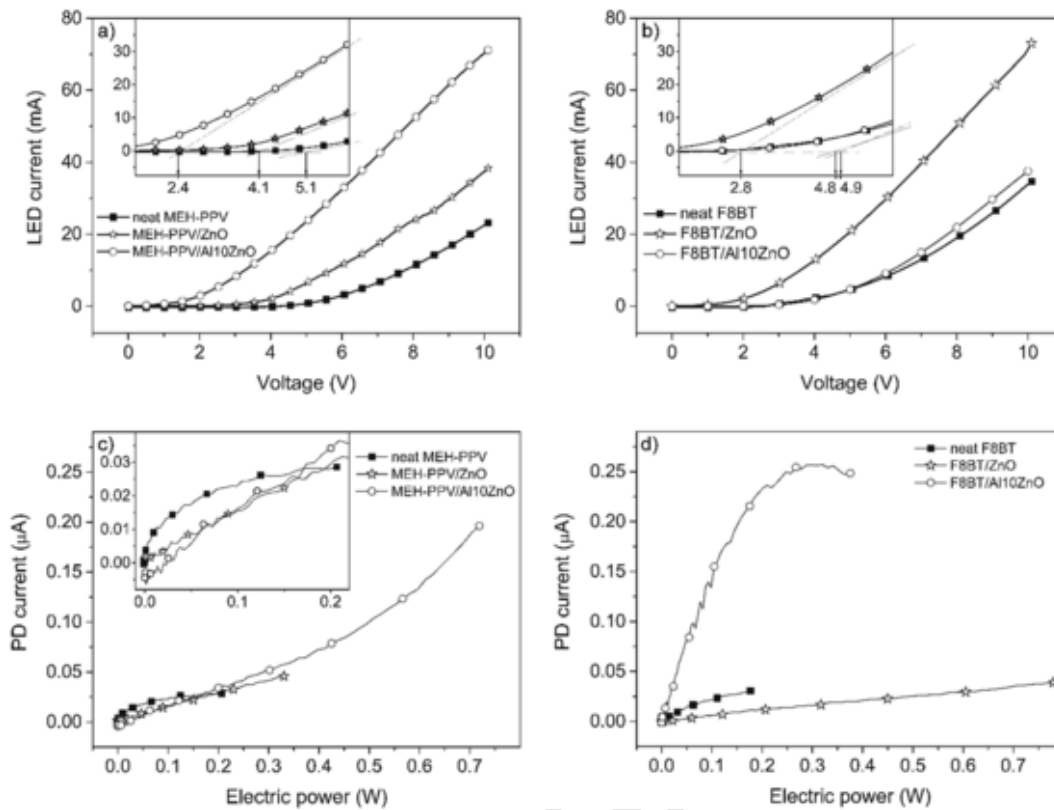 a)
80
60
40
20
0
LED current (mA)
30
20
10
0
2.4 4.1 5.1
neat MEH-PPV
MEH-PPV/ZnO
MEH-PPV/Al10ZnO
0 2 4 6 8 10
Voltage (V)
b)
80
60
40
20
0
LED current (mA)
30
20
10
0
2.8 4.8 4.9
neat F8BT
F8BT/ZnO
F8BT/Al10ZnO
0 2 4 6 8 10
Voltage (V)
c)
0.25
0.20
0.15
0.10
0.05
0.00
PD current (μA)
0.03
0.02
0.01
0.00
0.0 0.1 0.2
neat MEH-PPV
MEH-PPV/ZnO
MEH-PPV/Al10ZnO
0.0 0.1 0.2 0.3 0.4 0.5 0.6 0.7
Electric power (W)
d)
0.25
0.20
0.15
0.10
0.05
0.00
PD current (μA)
neat F8BT
F8BT/ZnO
F8BT/Al10ZnO
0.0 0.1 0.2 0.3 0.4 0.5 0.6 0.7
Electric power (W)